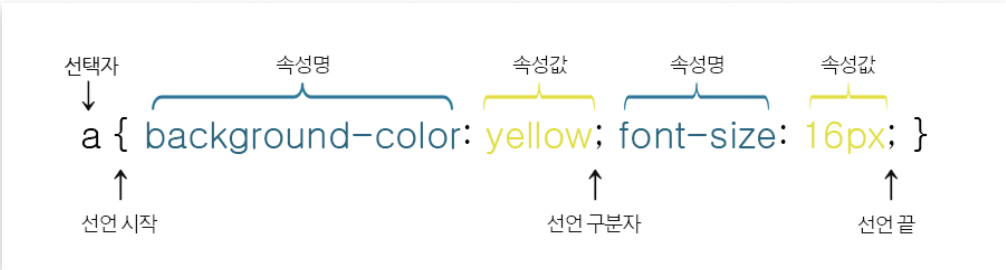 선택자 속성명 속성값 속성명 속성값
a { background-color: yellow; font-size: 16px; }
선언 시작 선언 구분자 선언 끝